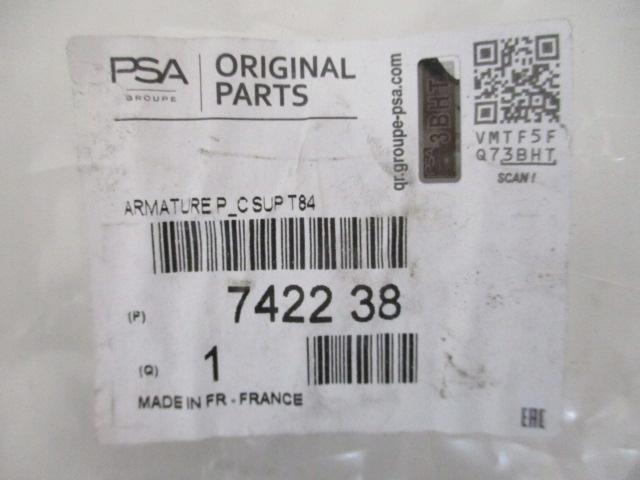 PSA
GROUPE
ORIGINAL
PARTS
qr.groupe-psa.com
3BHT
VMTF5F
Q73BHT
SCAN!
ARMATURE P_C SUP T84
(P) 7422 38
(Q) 1
MADE IN FR - FRANCE
EAC